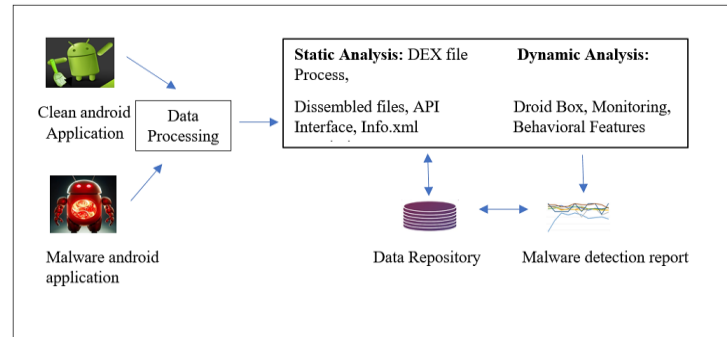 Clean android
Application
Malware android
application
Data
Processing
Static Analysis: DEX file
Process,
Dissembled files, API
Interface, Info.xml
Dynamic Analysis:
Droid Box, Monitoring,
Behavioral Features
Data Repository
Malware detection report